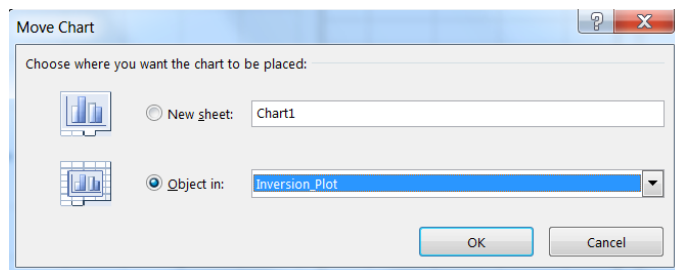 Move Chart
Choose where you want the chart to be placed:
New sheet: Chart1
Object in: Inversion_Plot
OK Cancel